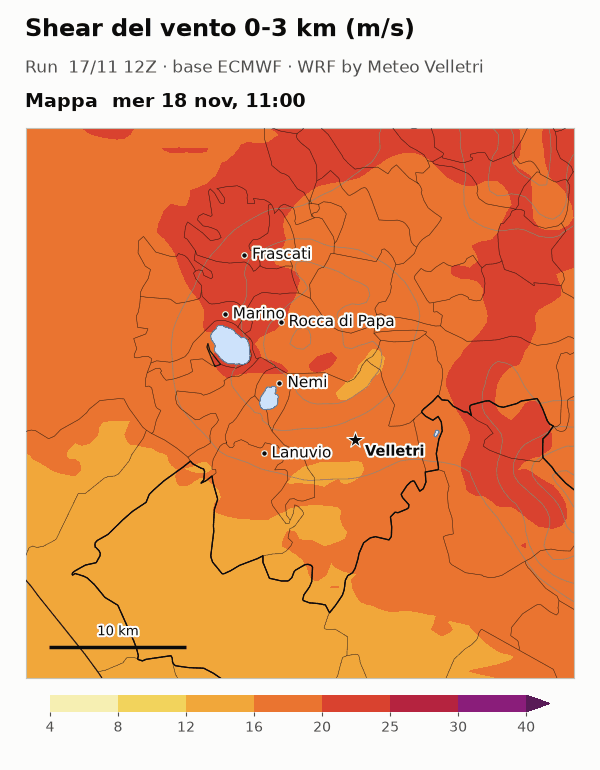 Shear del vento 0-3 km (m/s)
Run 17/11 12Z · base ECMWF · WRF by Meteo Velletri
Mappa mer 18 nov, 11:00
Frascati
Marino
Rocca di Papa
Nemi
Velletri
Lanuvio
10 km
4 8 12 16 20 25 30 40